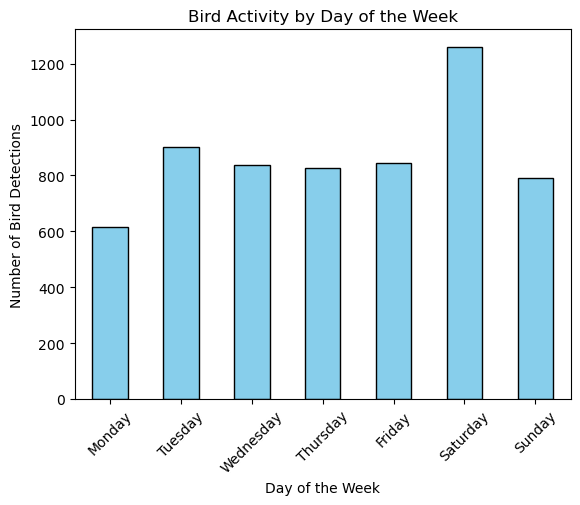 Bird Activity by Day of the Week
Number of Bird Detections
1200
1000
800
600
400
200
0
Monday
Tuesday
Wednesday
Thursday
Friday
Saturday
Sunday
Day of the Week